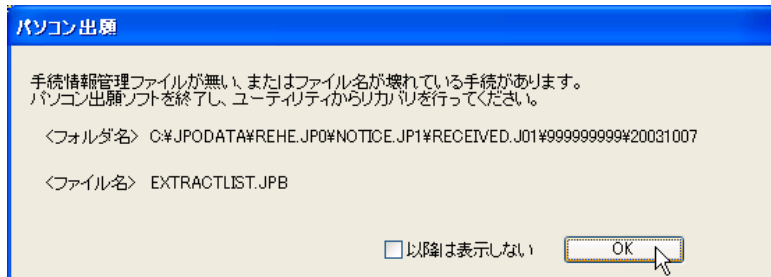 パソコン出願
手続情報管理ファイルが無い、またはファイル名が壊れている手続があります。
パソコン出願ソフトを終了し、ユーティリティからリカバリを行ってください。
<フォルダ名> C:¥JPODATA¥REHE.JP0¥NOTICE.JP1¥RECEIVED.J01¥999999999¥20031007
<ファイル名> EXTRACTLIST.JPB
以降は表示しない OK